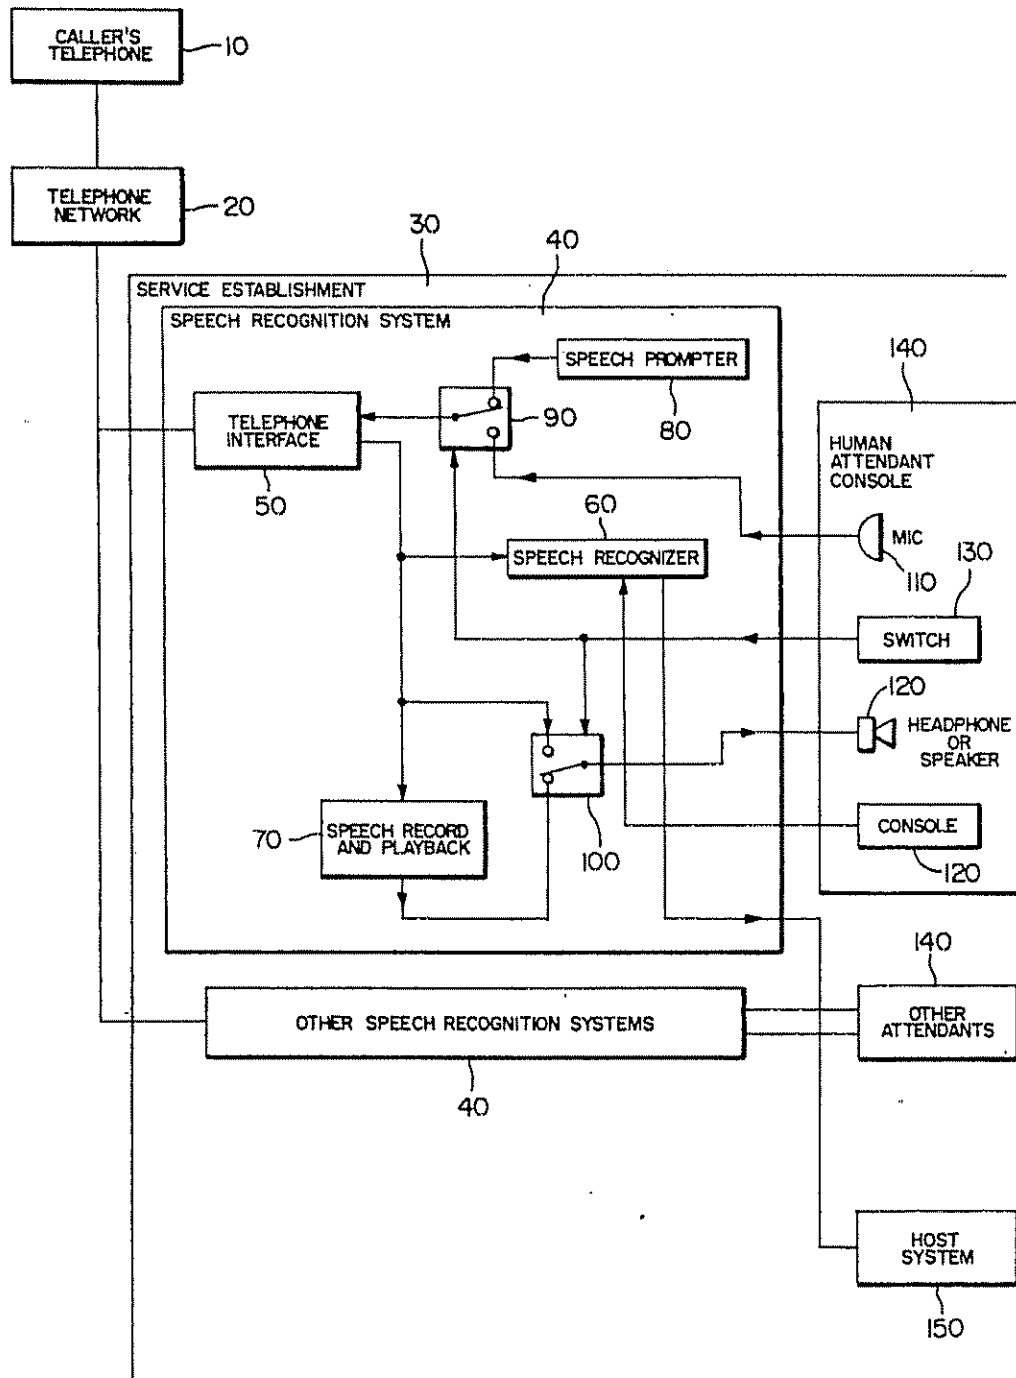 CALLER'S
TELEPHONE
10
TELEPHONE
NETWORK
20
30
40
SERVICE ESTABLISHMENT
SPEECH RECOGNITION SYSTEM
SPEECH PROMPTER
80
90
TELEPHONE
INTERFACE
50
140
HUMAN
ATTENDANT
CONSOLE
MIC
110
60
SPEECH RECOGNIZER
130
SWITCH
120
HEADPHONE
OR
SPEAKER
100
70
SPEECH RECORD
AND PLAYBACK
CONSOLE
120
OTHER SPEECH RECOGNITION SYSTEMS
40
140
OTHER
ATTENDANTS
HOST
SYSTEM
150